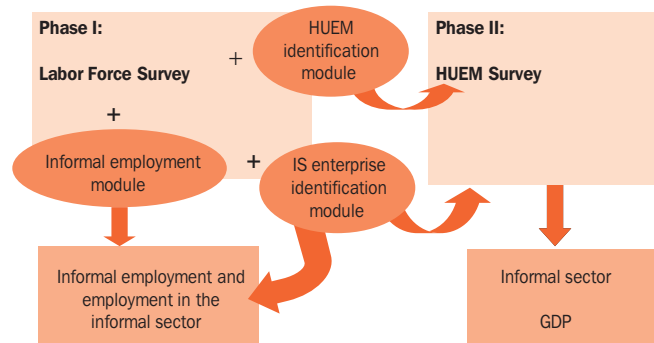 Phase I:
Labor Force Survey
+
+
HUEM
identification
module
Phase II:
HUEM Survey
Informal employment
module
+
IS enterprise
identification
module
Informal employment and
employment in the
informal sector
Informal sector
GDP